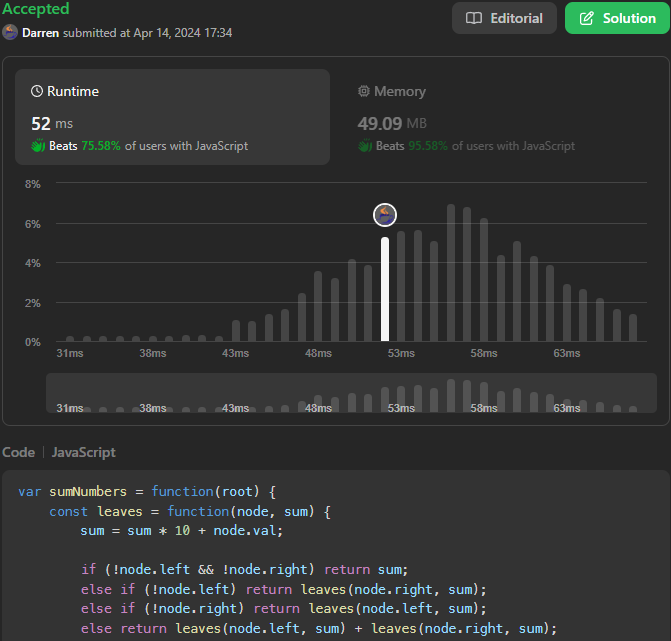 Accepted
Editorial
Solution
Darren submitted at Apr 14, 2024 17:34
Runtime
Memory
52 ms
49.09 MB
Beats 75.58% of users with JavaScript
Beats 95.58% of users with JavaScript
8%
6%
4%
2%
0%
31ms 38ms 43ms 48ms 53ms 58ms 63ms
31ms 38ms 43ms 48ms 53ms 58ms 63ms
Code | JavaScript
var sumNumbers = function(root) {
    const leaves = function(node, sum) {
        sum = sum * 10 + node.val;
        if (!node.left && !node.right) return sum;
        else if (!node.left) return leaves(node.right, sum);
        else if (!node.right) return leaves(node.left, sum);
        else return leaves(node.left, sum) + leaves(node.right, sum);